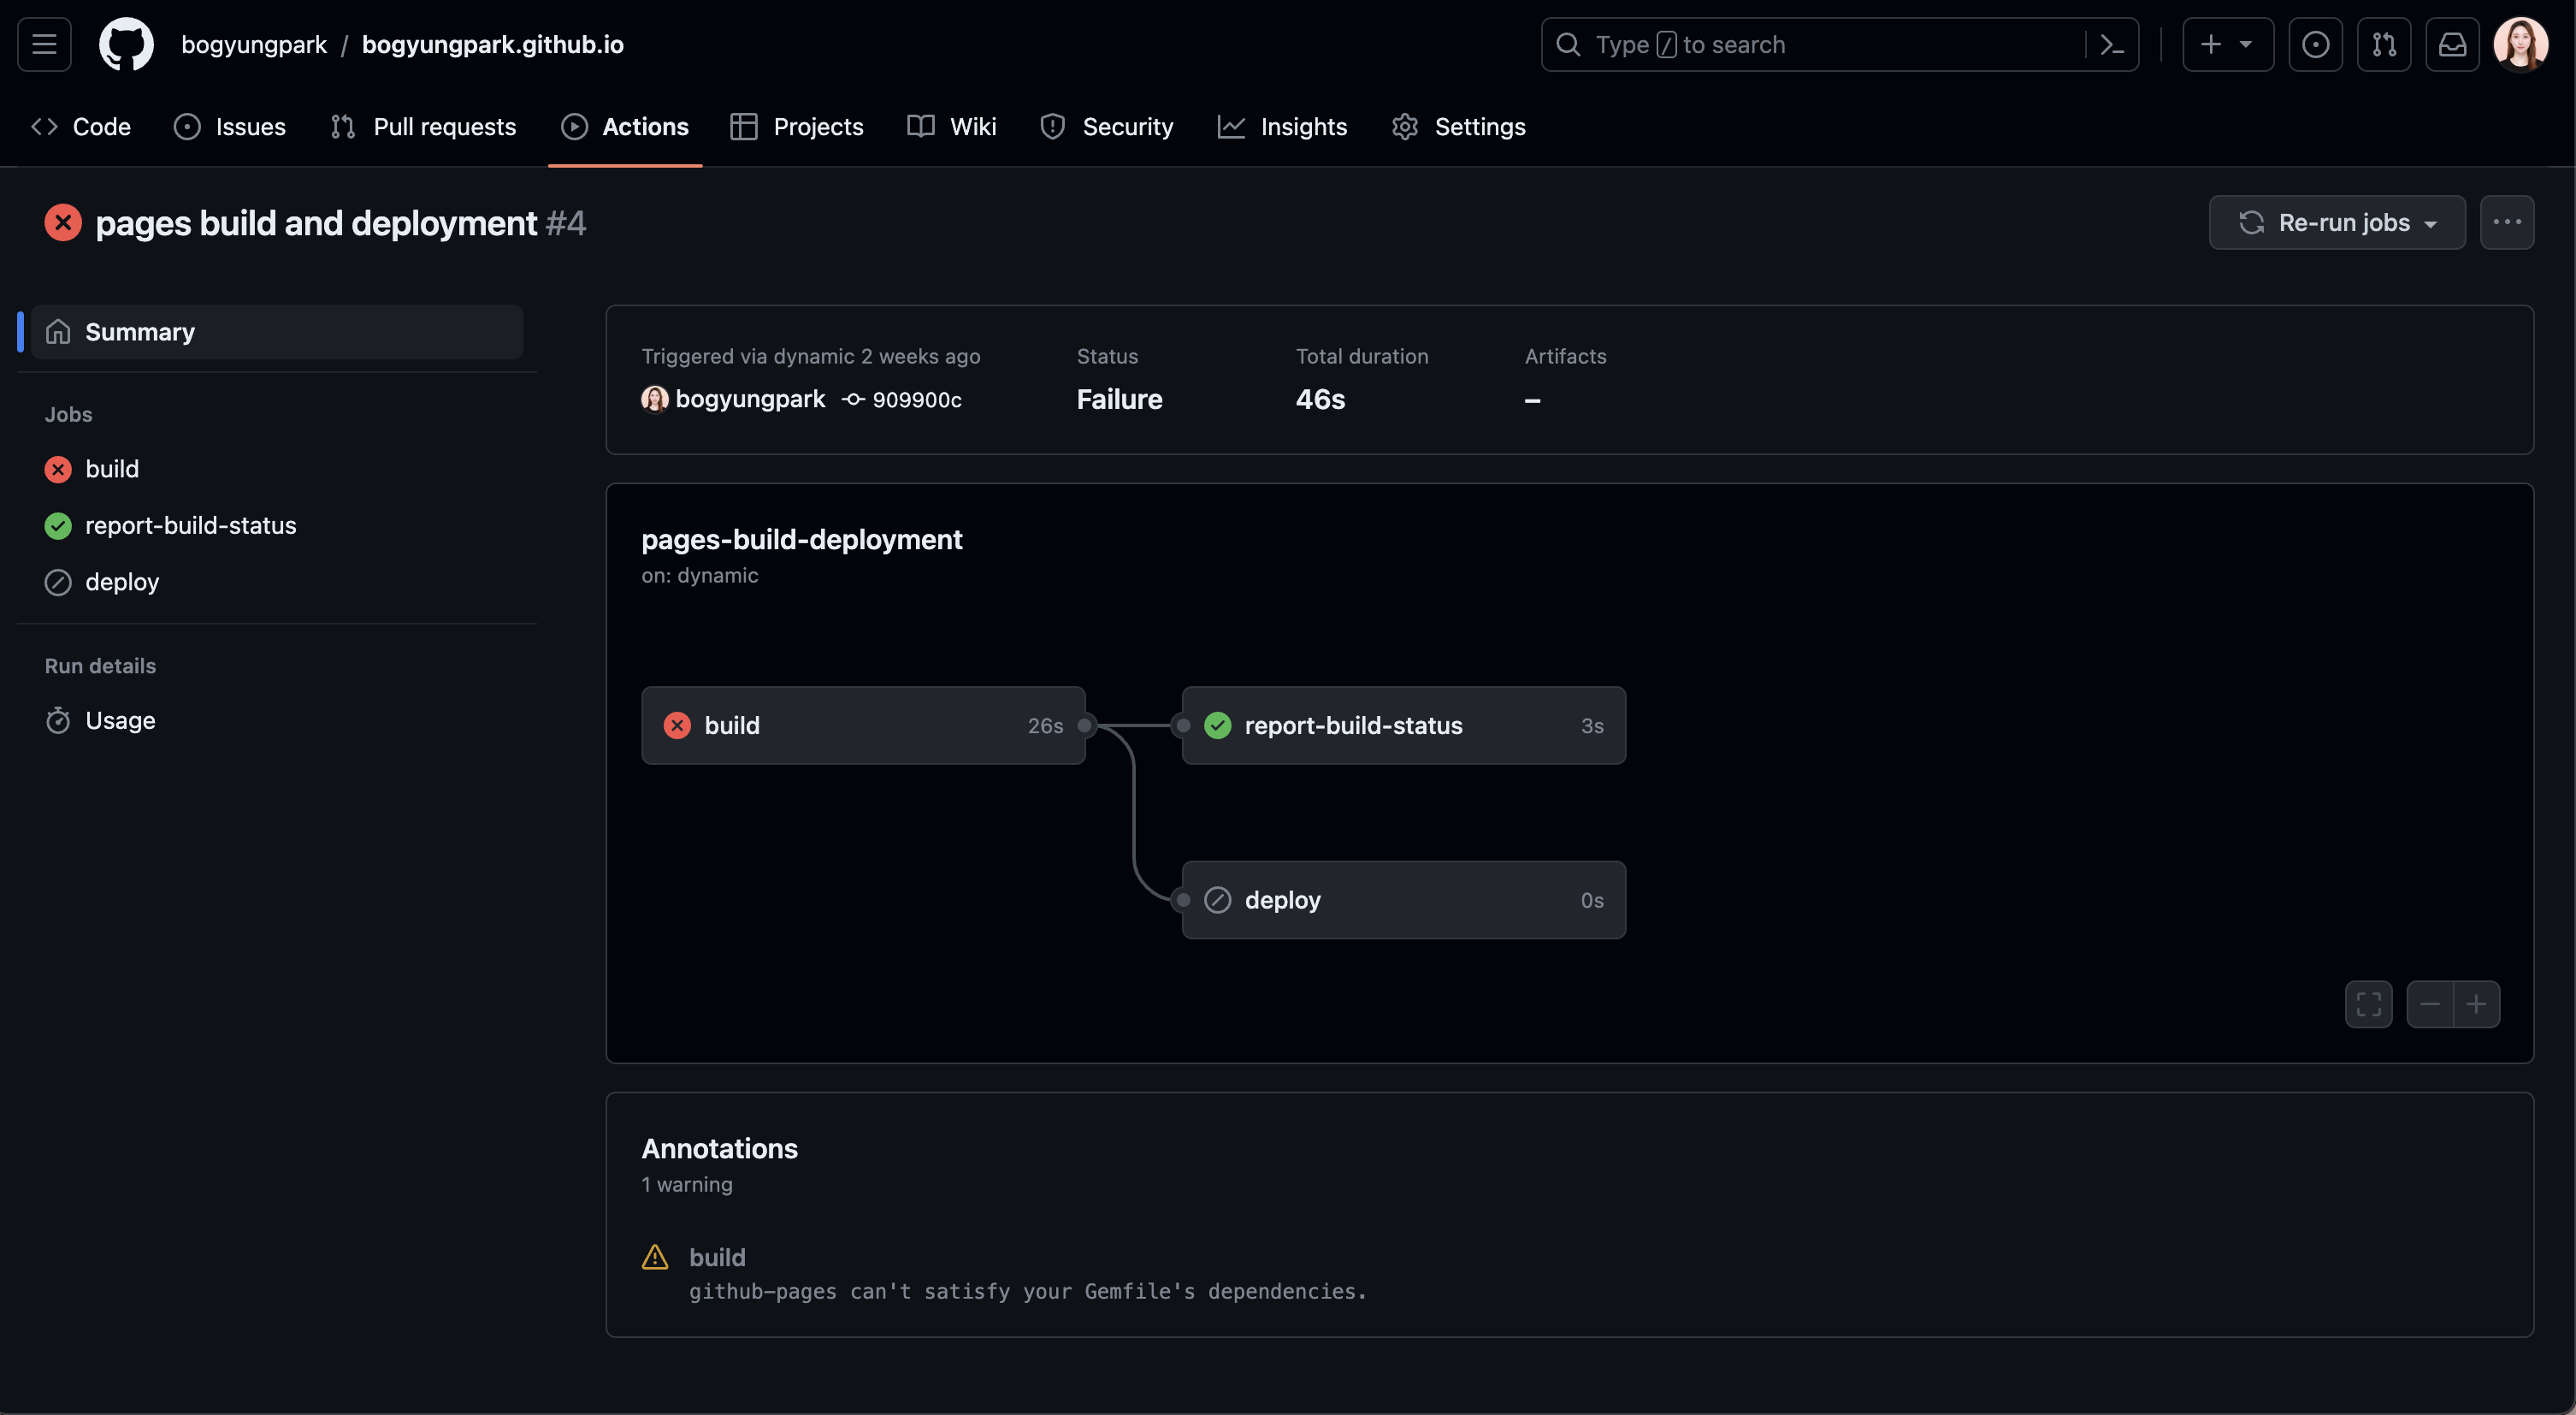 bogyungpark / bogyungpark.github.io
Type / to search
Code
Issues
Pull requests
Actions
Projects
Wiki
Security
Insights
Settings
pages build and deployment #4
Re-run jobs
Summary
Jobs
build
report-build-status
deploy
Run details
Usage
Triggered via dynamic 2 weeks ago
bogyungpark 909900c
Status
Failure
Total duration
46s
Artifacts
–
pages-build-deployment
on: dynamic
build 26s
report-build-status 3s
deploy 0s
Annotations
1 warning
build
github-pages can't satisfy your Gemfile's dependencies.